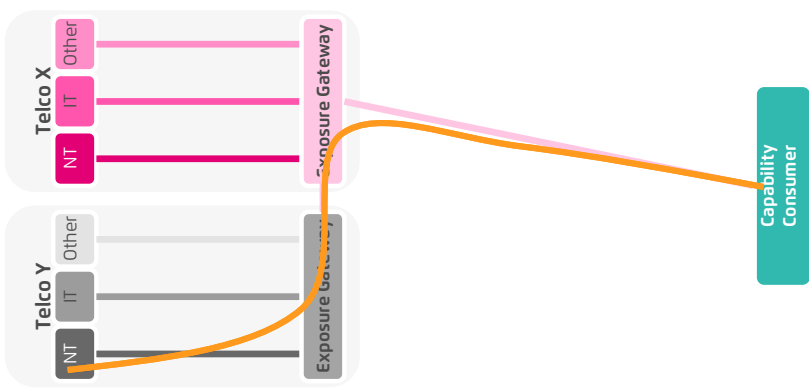 Telco X
Other
IT
NT
Exposure Gateway
Telco Y
Other
IT
NT
Exposure Gateway
Capability
Consumer